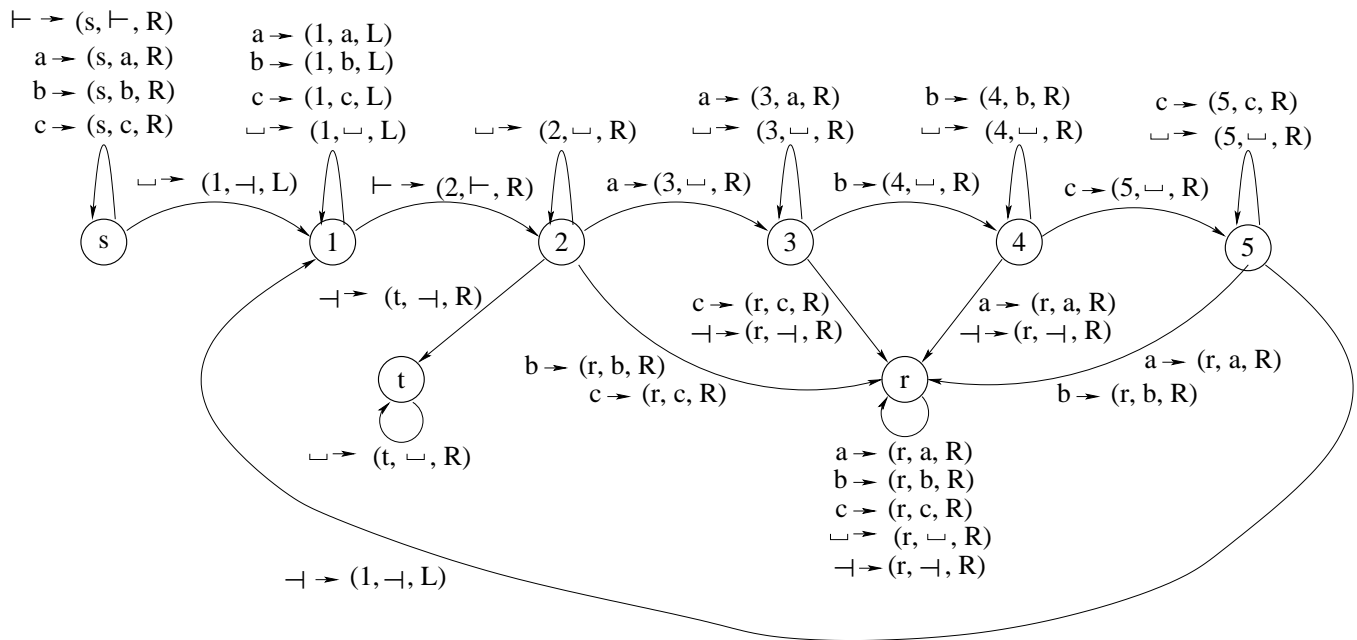 ⊢ → (s, ⊢, R)
a → (s, a, R)
b → (s, b, R)
c → (s, c, R)
a → (1, a, L)
b → (1, b, L)
c → (1, c, L)
⌴ → (1, ⌴, L)
⌴ → (2, ⌴, R)
a → (3, a, R)
⌴ → (3, ⌴, R)
b → (4, b, R)
⌴ → (4, ⌴, R)
c → (5, c, R)
⌴ → (5, ⌴, R)
⌴ → (1, ⊣, L)
⊢ → (2, ⊢, R)
a → (3, ⌴, R)
b → (4, ⌴, R)
c → (5, ⌴, R)
s
1
2
3
4
5
⊣ → (t, ⊣, R)
c → (r, c, R)
⊣ → (r, ⊣, R)
a → (r, a, R)
⊣ → (r, ⊣, R)
b → (r, b, R)
c → (r, c, R)
a → (r, a, R)
b → (r, b, R)
t
r
⌴ → (t, ⌴, R)
a → (r, a, R)
b → (r, b, R)
c → (r, c, R)
⌴ → (r, ⌴, R)
⊣ → (r, ⊣, R)
⊣ → (1, ⊣, L)